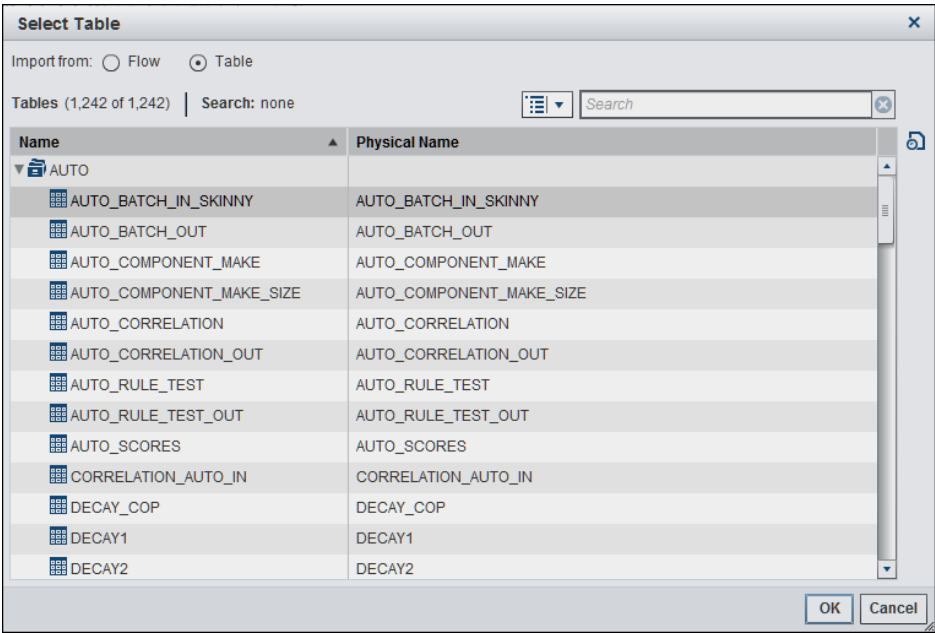 Select Table
Import from: Flow Table
Tables (1,242 of 1,242) Search: none Search
Name Physical Name
AUTO
AUTO_BATCH_IN_SKINNY AUTO_BATCH_IN_SKINNY
AUTO_BATCH_OUT AUTO_BATCH_OUT
AUTO_COMPONENT_MAKE AUTO_COMPONENT_MAKE
AUTO_COMPONENT_MAKE_SIZE AUTO_COMPONENT_MAKE_SIZE
AUTO_CORRELATION AUTO_CORRELATION
AUTO_CORRELATION_OUT AUTO_CORRELATION_OUT
AUTO_RULE_TEST AUTO_RULE_TEST
AUTO_RULE_TEST_OUT AUTO_RULE_TEST_OUT
AUTO_SCORES AUTO_SCORES
CORRELATION_AUTO_IN CORRELATION_AUTO_IN
DECAY_COP DECAY_COP
DECAY1 DECAY1
DECAY2 DECAY2
OK Cancel